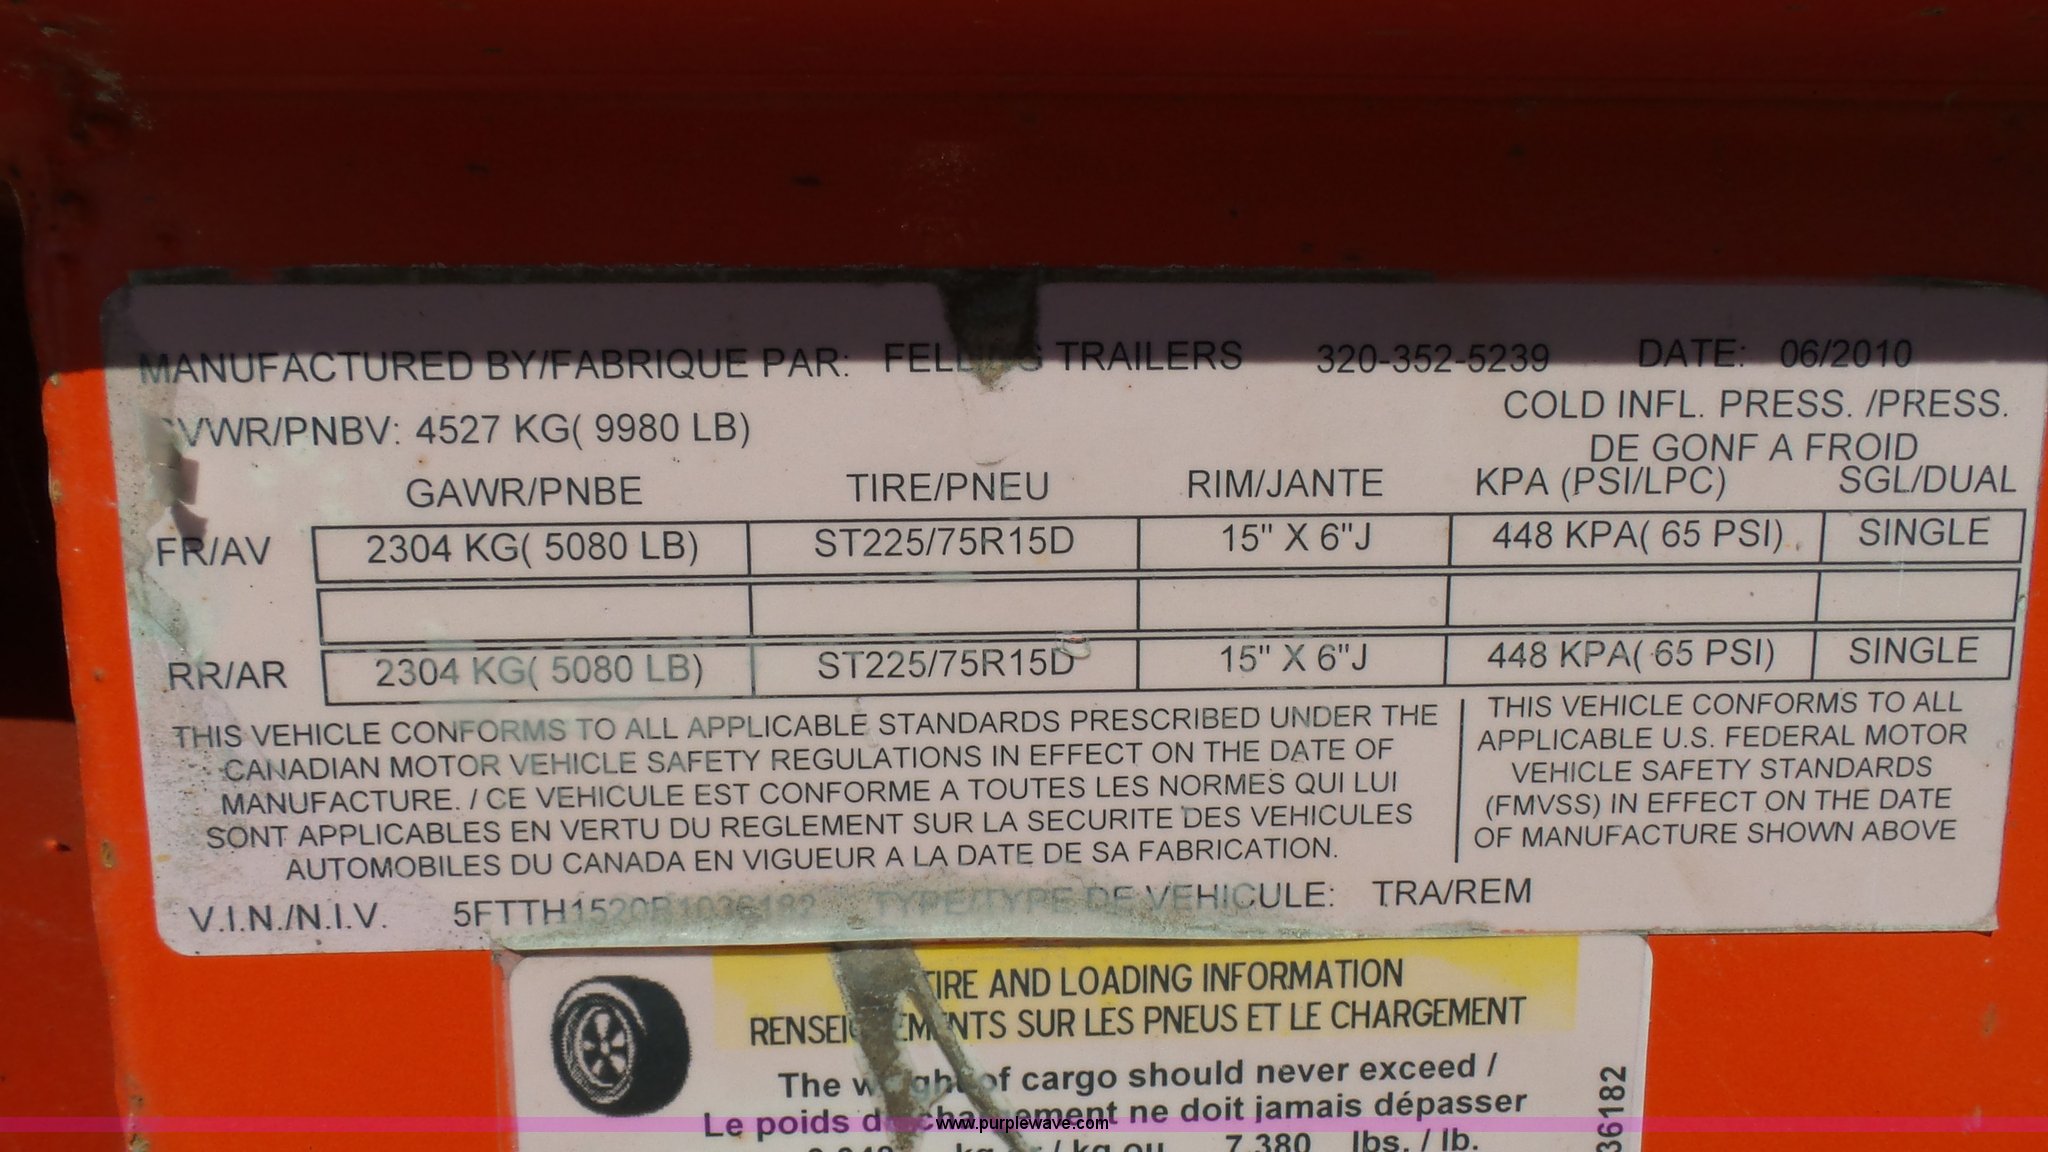 MANUFACTURED BY/FABRIQUE PAR: TRAILERS 320-352-5239 DATE: 06/2010
4527 KG( 9980 LB)
COLD INFL. PRESS. /PRESS.
DE GONF A FROID
GAWR/PNBE TIRE/PNEU RIM/JANTE KPA (PSI/LPC) SGL/DUAL
FR/AV 2304 KG( 5080 LB) ST225/75R15D 15" X 6"J 448 KPA( 65 PSI) SINGLE
RR/AR 2304 KG( 5080 LB) ST225/75R15D 15" X 6"J 448 KPA( 65 PSI) SINGLE
THIS VEHICLE CONFORMS TO ALL APPLICABLE STANDARDS PRESCRIBED UNDER THE
CANADIAN MOTOR VEHICLE SAFETY REGULATIONS IN EFFECT ON THE DATE OF
MANUFACTURE. / CE VEHICULE EST CONFORME A TOUTES LES NORMES QUI LUI
SONT APPLICABLES EN VERTU DU REGLEMENT SUR LA SECURITE DES VEHICULES
AUTOMOBILES DU CANADA EN VIGUEUR A LA DATE DE SA FABRICATION.
THIS VEHICLE CONFORMS TO ALL
APPLICABLE U.S. FEDERAL MOTOR
VEHICLE SAFETY STANDARDS
(FMVSS) IN EFFECT ON THE DATE
OF MANUFACTURE SHOWN ABOVE
V.I.N./N.I.V. TYPE/TYPE DE VEHICULE: TRA/REM
TIRE AND LOADING INFORMATION
SUR LES PNEUS ET LE CHARGEMENT
The weight of cargo should never exceed /
Le poids de chargement ne doit jamais dépasser
kg ou 7,380 lbs. / lb.
36182
www.purplewave.com